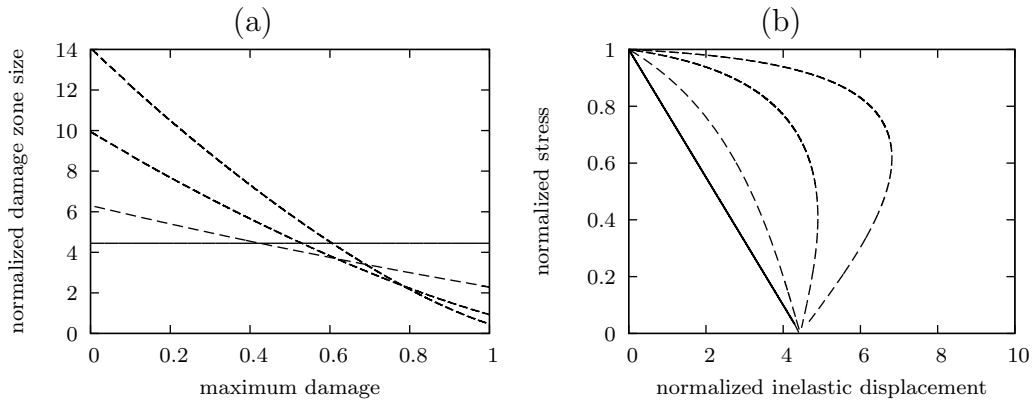 (a)
normalized damage zone size
14
12
10
8
6
4
2
0
0 0.2 0.4 0.6 0.8 1
maximum damage
(b)
normalized stress
1
0.8
0.6
0.4
0.2
0
0 2 4 6 8 10
normalized inelastic displacement